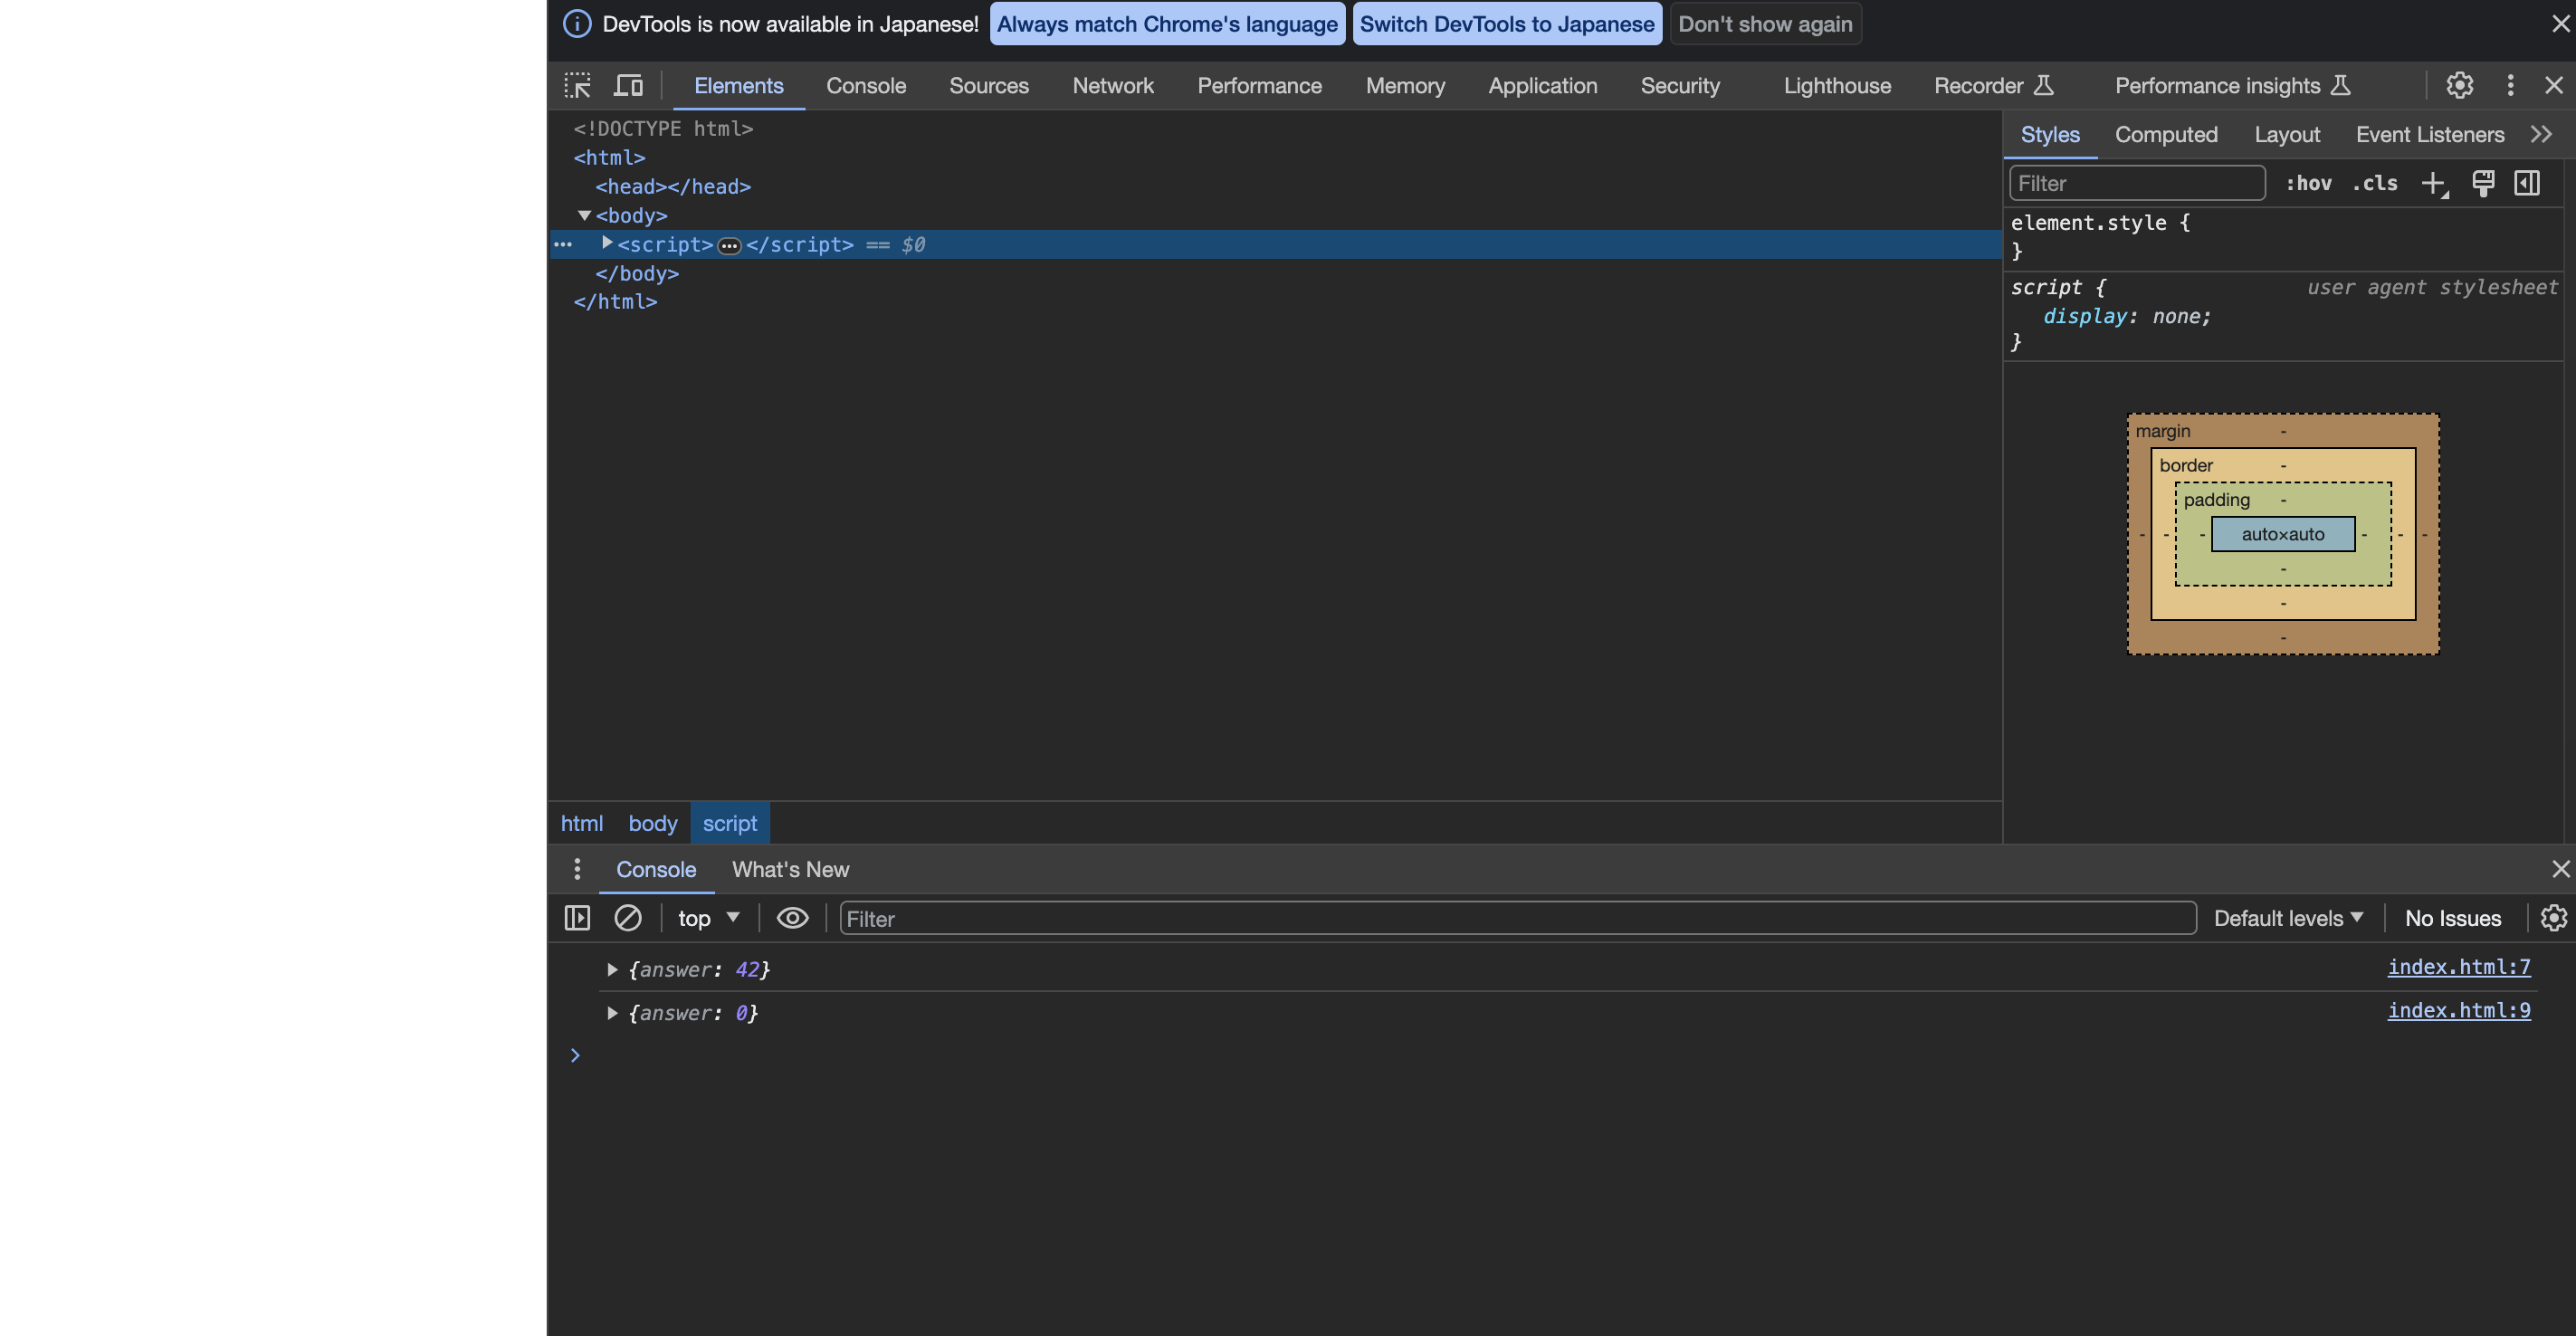 DevTools is now available in Japanese! Always match Chrome's language Switch DevTools to Japanese Don't show again
Elements Console Sources Network Performance Memory Application Security Lighthouse Recorder Performance insights
<!DOCTYPE html>
<html>
<head></head>
<body>
<script>…</script> == $0
</body>
</html>
html body script
Styles Computed Layout Event Listeners
Filter :hov .cls
element.style {
}
script { user agent stylesheet
display: none;
}
margin -
border -
padding -
- - - auto×auto - - -
-
-
-
Console What's New
top Filter Default levels No Issues
{answer: 42} index.html:7
{answer: 0} index.html:9